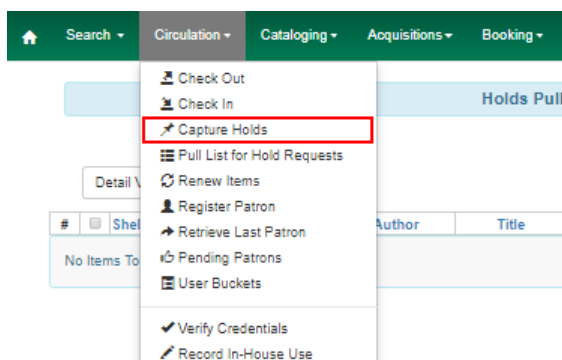 Search Circulation Cataloging Acquisitions Booking
Check Out
Check In
Holds Pull
Capture Holds
Pull List for Hold Requests
Detail
Renew Items
Register Patron
# Shel Author Title
Retrieve Last Patron
No Items To
Pending Patrons
User Buckets
Verify Credentials
Record In-House Use